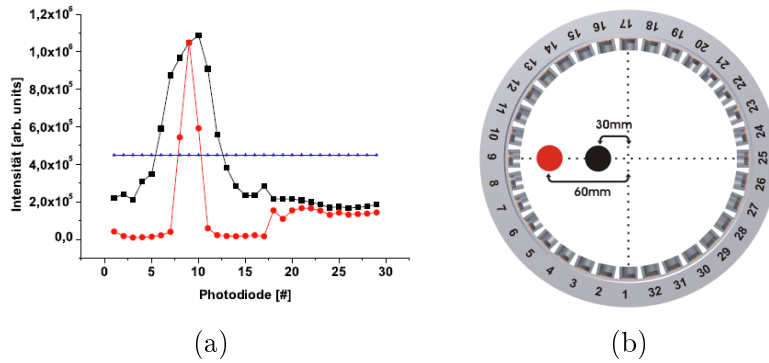 1,2x10⁶
1,0x10⁶
8,0x10⁵
6,0x10⁵
4,0x10⁵
2,0x10⁵
0,0
Intensität [arb. units]
0 5 10 15 20 25 30
Photodiode [#]
(a)
1
2
3
4
5
6
7
8
9
10
11
12
13
14
15
16
17
18
19
20
21
22
23
24
25
26
27
28
29
30
31
32
30mm
60mm
(b)